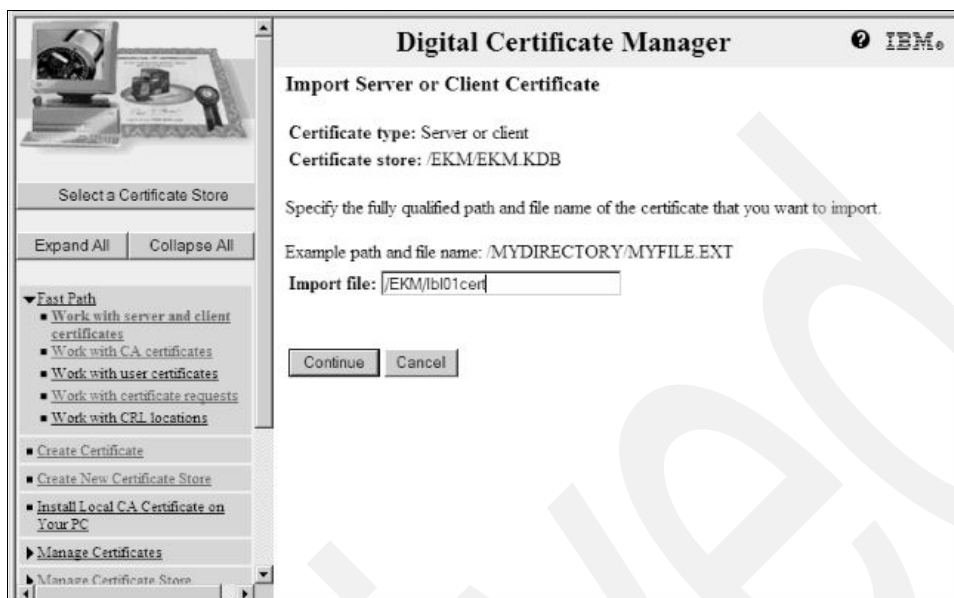 Digital Certificate Manager
IBM
Select a Certificate Store
Expand All
Collapse All
Fast Path
Work with server and client
certificates
Work with CA certificates
Work with user certificates
Work with certificate requests
Work with CRL locations
Create Certificate
Create New Certificate Store
Install Local CA Certificate on
Your PC
Manage Certificates
Manage Certificate Store
Import Server or Client Certificate
Certificate type: Server or client
Certificate store: /EKM/EKM.KDB
Specify the fully qualified path and file name of the certificate that you want to import.
Example path and file name: /MYDIRECTORY/MYFILE.EXT
Import file: /EKM/lbl01cert
Continue
Cancel